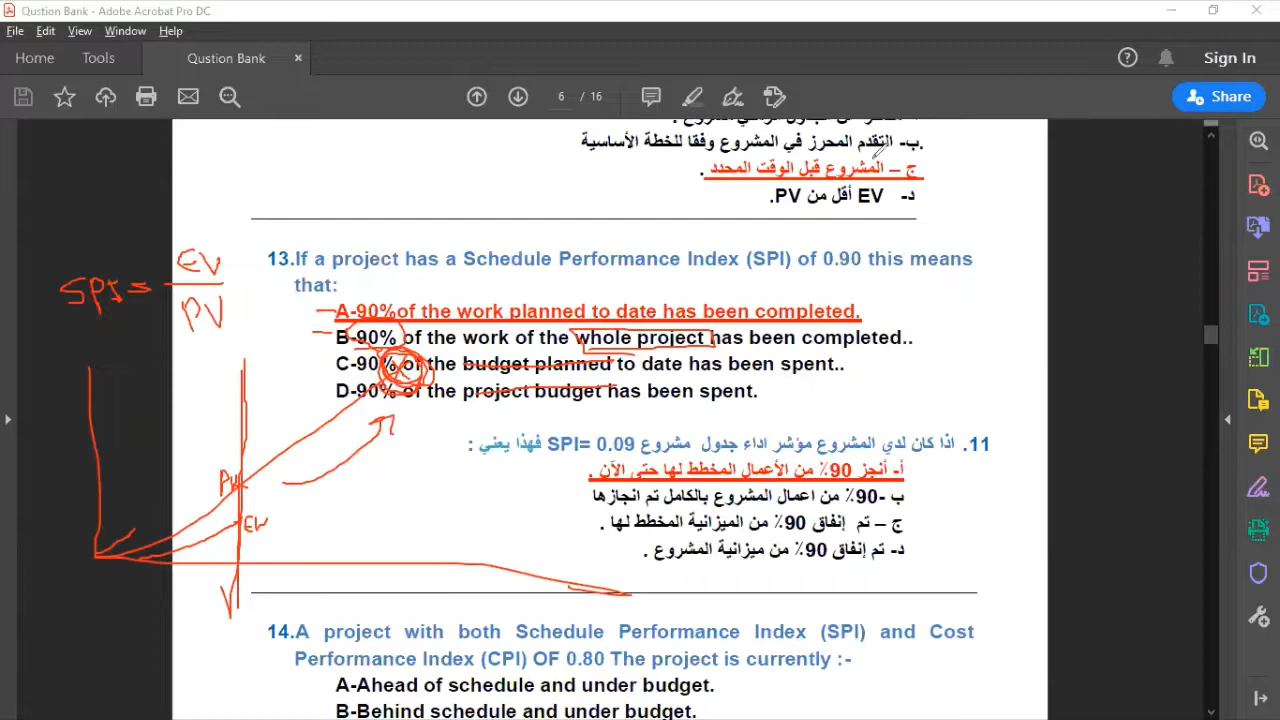 Qustion Bank - Adobe Acrobat Pro DC
File Edit View Window Help
Home Tools Qustion Bank × Sign In
6 / 16 Share
ب- التقدم المحرز في المشروع وفقا للخطة الأساسية.
ج – المشروع قبل الوقت المحدد .
د- EV أقل من PV.
13.If a project has a Schedule Performance Index (SPI) of 0.90 this means
that:
A-90%of the work planned to date has been completed.
B-90% of the work of the whole project has been completed..
C-90% of the budget planned to date has been spent..
D-90% of the project budget has been spent.
SPI = EV
PV
11. اذا كان لدي المشروع مؤشر اداء جدول مشروع SPI= 0.09 فهذا يعني :
أ- أنجز 90٪ من الأعمال المخطط لها حتى الآن .
ب -90٪ من اعمال المشروع بالكامل تم انجازها
ج – تم إنفاق 90٪ من الميزانية المخطط لها .
د- تم إنفاق 90٪ من ميزانية المشروع .
PV
EV
14.A project with both Schedule Performance Index (SPI) and Cost
Performance Index (CPI) OF 0.80 The project is currently :-
A-Ahead of schedule and under budget.
B-Behind schedule and under budget.